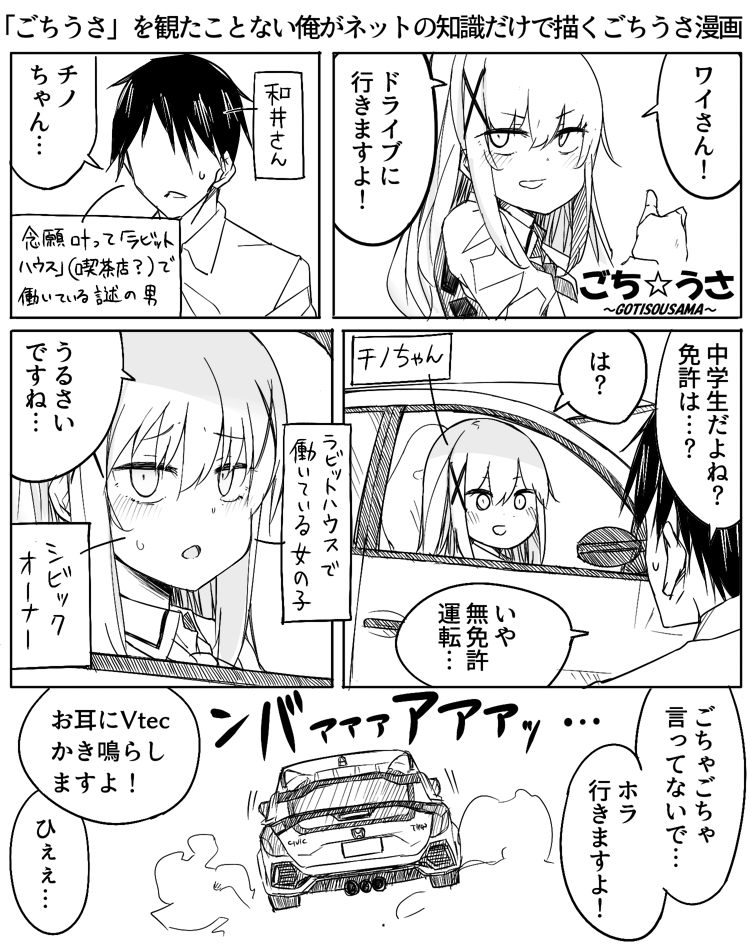 「ごちうさ」を観たことない俺がネットの知識だけで描くごちうさ漫画
ワイさん！
ドライブに
行きますよ！
ごち☆うさ
～GOTISOUSAMA～
和井さん
チノ
ちゃん…
念願叶って「ラビット
ハウス」(喫茶店？)で
働いている謎の男
中学生だよね？
免許は…？
は？
チノちゃん
いや
無免許
運転…
うるさい
ですね…
ラビットハウスで
働いている女の子
シビック
オーナー
ごちゃごちゃ
言ってないで…
ホラ
行きますよ！
ンバァァァアァァッ…
お耳にVtec
かき鳴らし
ますよ！
ひぇぇ…
CIVIC